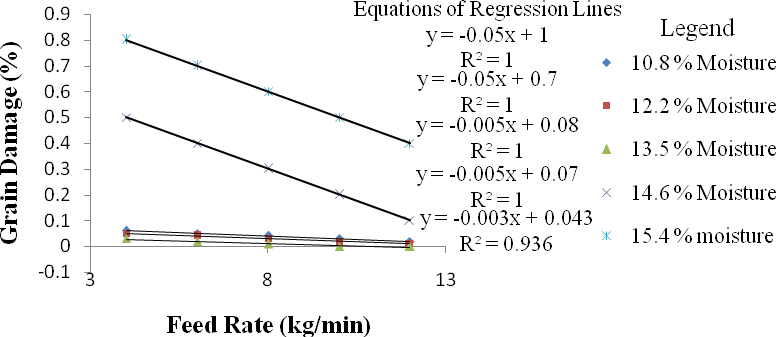 Equations of Regression Lines
y = -0.05x + 1
R² = 1
y = -0.05x + 0.7
R² = 1
y = -0.005x + 0.08
R² = 1
y = -0.005x + 0.07
R² = 1
y = -0.003x + 0.043
R² = 0.936
Legend
10.8 % Moisture
12.2 % Moisture
13.5 % Moisture
14.6 % Moisture
15.4 % moisture
Grain Damage (%)
0.9
0.8
0.7
0.6
0.5
0.4
0.3
0.2
0.1
0
-0.1
3
8
13
Feed Rate (kg/min)